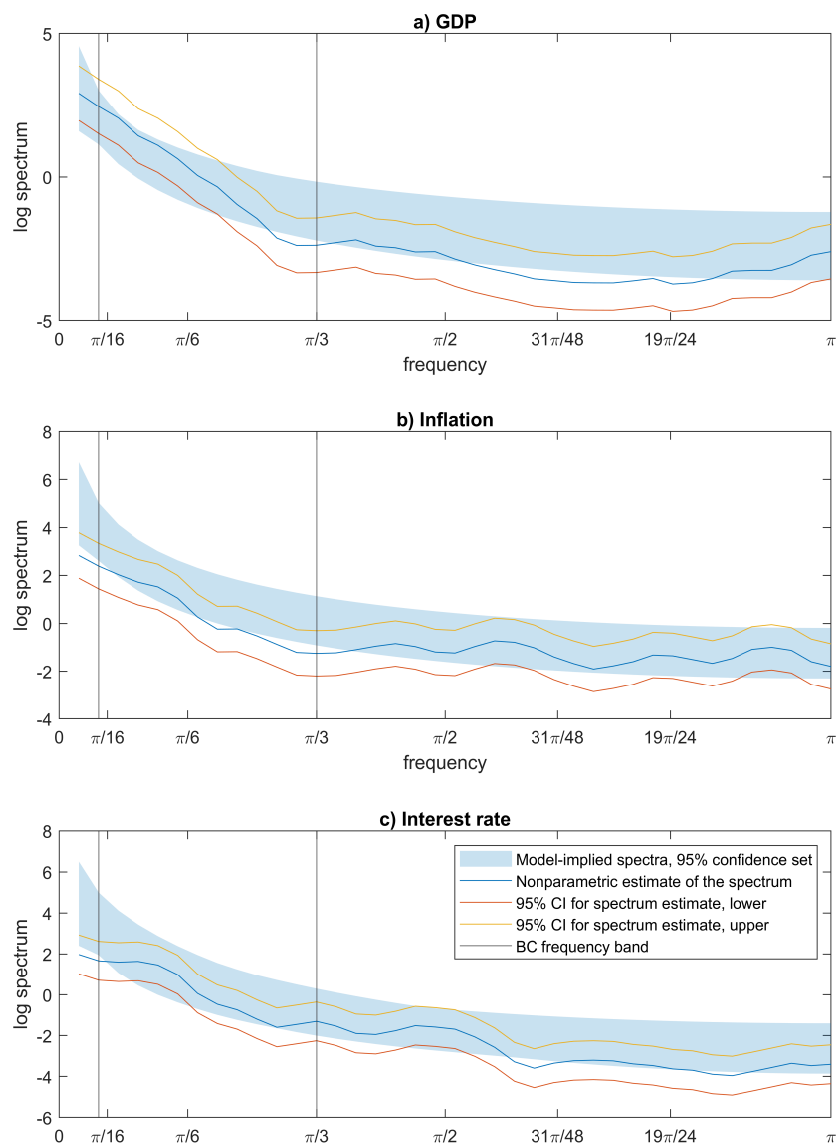 a) GDP
5
0
-5
log spectrum
0 π/16 π/6 π/3 π/2 31π/48 19π/24 π
frequency
b) Inflation
8
6
4
2
0
-2
-4
log spectrum
0 π/16 π/6 π/3 π/2 31π/48 19π/24 π
frequency
c) Interest rate
8
6
4
2
0
-2
-4
-6
log spectrum
Model-implied spectra, 95% confidence set
Nonparametric estimate of the spectrum
95% CI for spectrum estimate, lower
95% CI for spectrum estimate, upper
BC frequency band
0 π/16 π/6 π/3 π/2 31π/48 19π/24 π